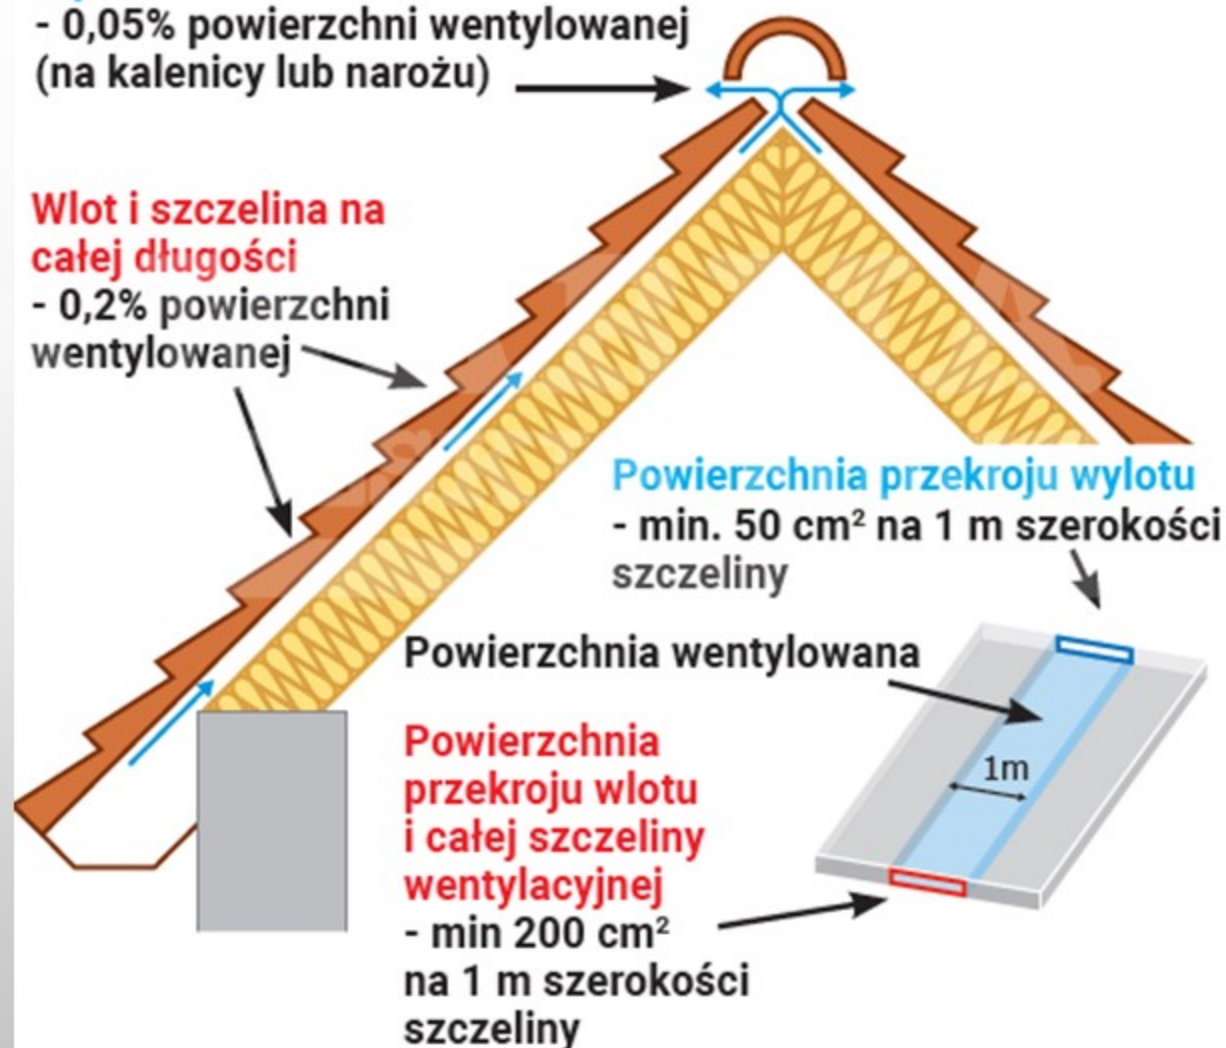 - 0,05% powierzchni wentylowanej
(na kalenicy lub narożu)
Wlot i szczelina na
całej długości
- 0,2% powierzchni
wentylowanej
Powierzchnia przekroju wylotu
- min. 50 cm² na 1 m szerokości
szczeliny
Powierzchnia wentylowana
1m
Powierzchnia
przekroju wlotu
i całej szczeliny
wentylacyjnej
- min 200 cm²
na 1 m szerokości
szczeliny